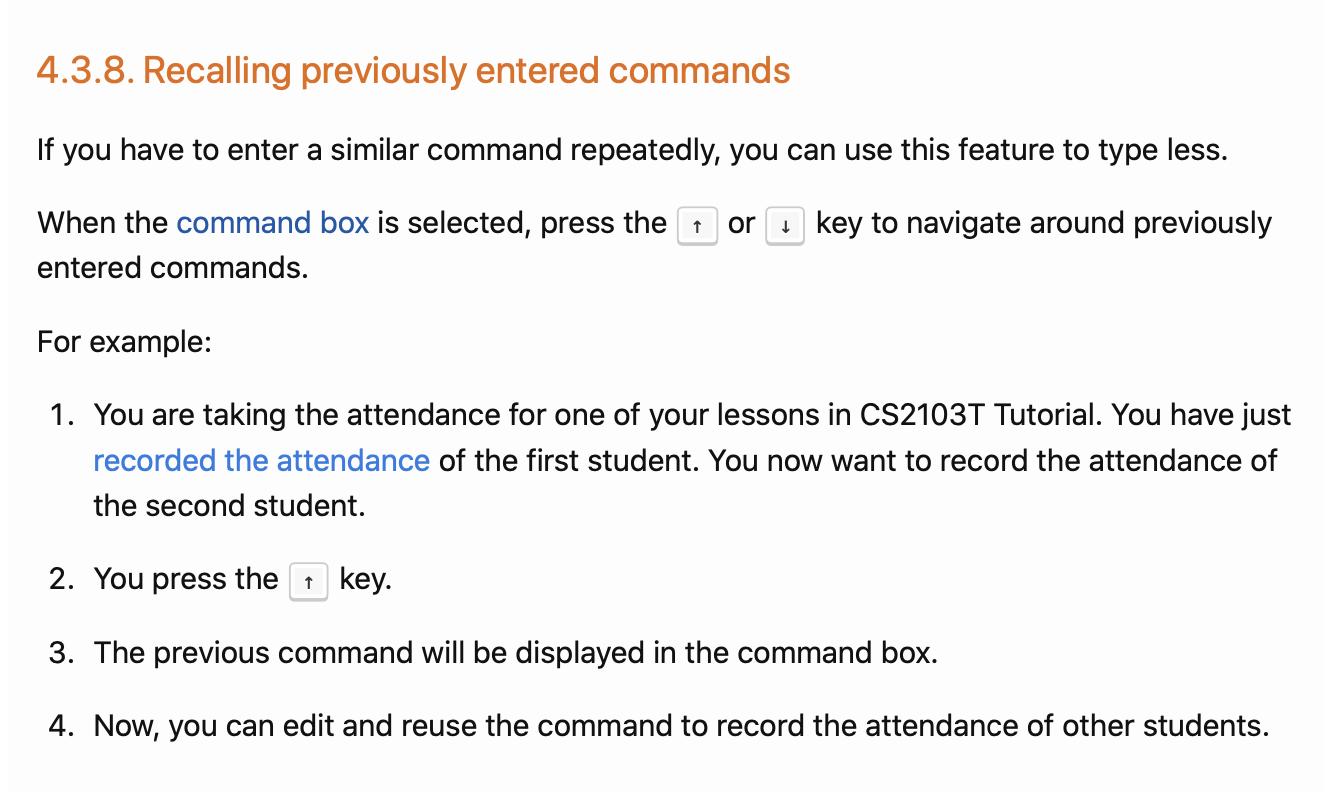 4.3.8. Recalling previously entered commands
If you have to enter a similar command repeatedly, you can use this feature to type less.
When the command box is selected, press the ↑ or ↓ key to navigate around previously
entered commands.
For example:
1. You are taking the attendance for one of your lessons in CS2103T Tutorial. You have just
recorded the attendance of the first student. You now want to record the attendance of
the second student.
2. You press the ↑ key.
3. The previous command will be displayed in the command box.
4. Now, you can edit and reuse the command to record the attendance of other students.